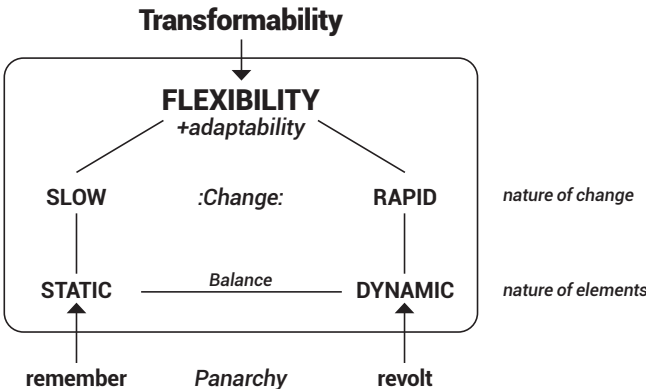 Transformability
FLEXIBILITY
+adaptability
SLOW :Change: RAPID nature of change
STATIC Balance DYNAMIC nature of elements
remember Panarchy revolt